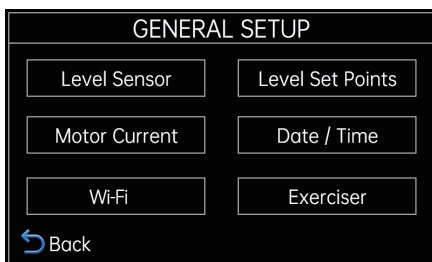 GENERAL SETUP
Level Sensor
Level Set Points
Motor Current
Date / Time
Wi-Fi
Exerciser
Back